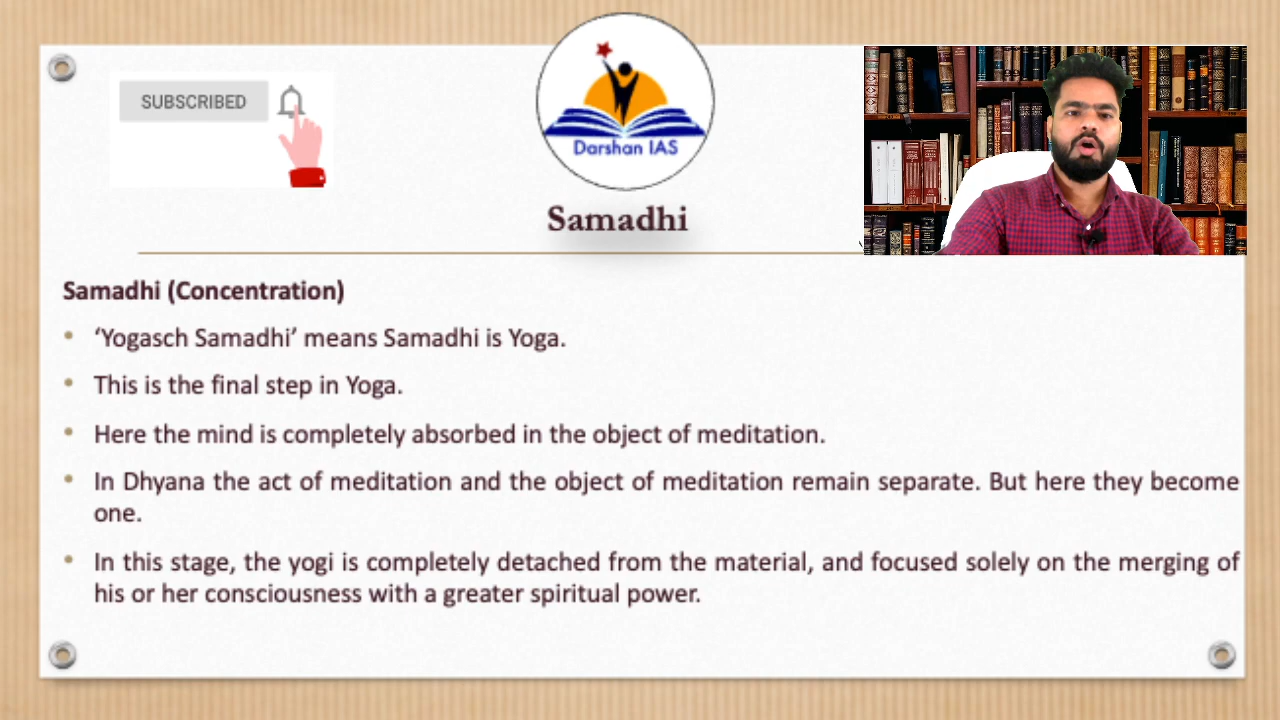 SUBSCRIBED
Darshan IAS
Samadhi
Samadhi (Concentration)
• ‘Yogasch Samadhi’ means Samadhi is Yoga.
• This is the final step in Yoga.
• Here the mind is completely absorbed in the object of meditation.
• In Dhyana the act of meditation and the object of meditation remain separate. But here they become
one.
• In this stage, the yogi is completely detached from the material, and focused solely on the merging of
his or her consciousness with a greater spiritual power.